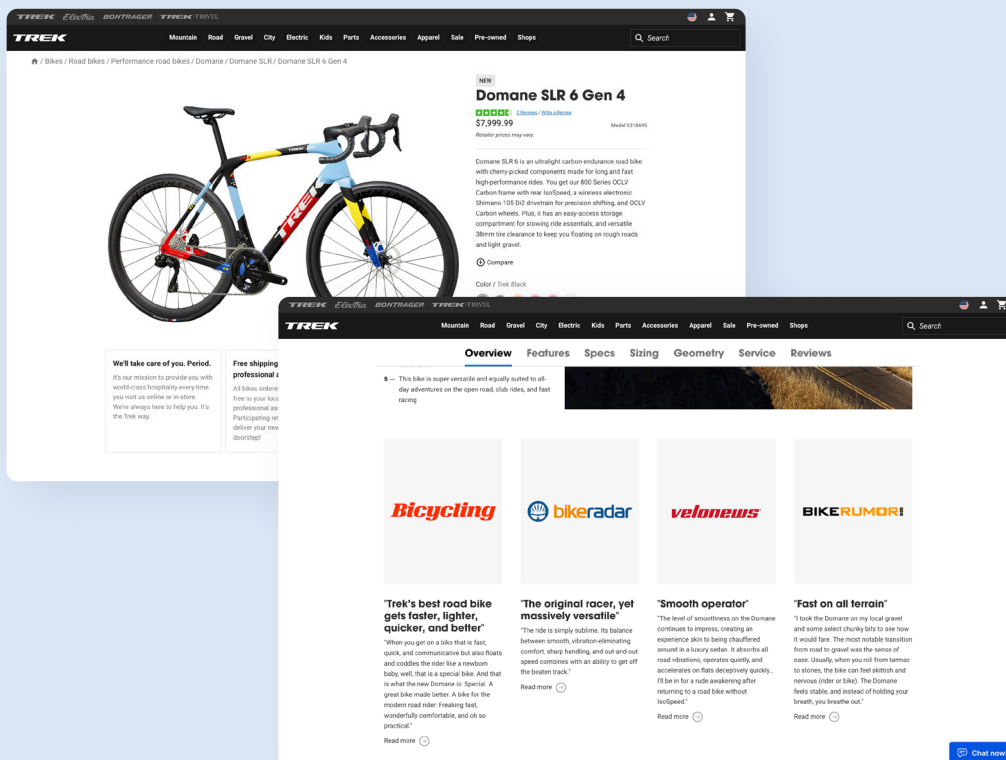 TREK Electra BONTRAGER TREK TRAVEL
TREK Mountain Road Gravel City Electric Kids Parts Accessories Apparel Sale Pre-owned Shops Search
/ Bikes / Road bikes / Performance road bikes / Domane / Domane SLR / Domane SLR 6 Gen 4
NEW
Domane SLR 6 Gen 4
2 Reviews / Write a Review
$7,999.99 Model 5318695
Retailer prices may vary.
Domane SLR 6 is an ultralight carbon endurance road bike
with cherry-picked components made for long and fast
high-performance rides. You get our 800 Series OCLV
Carbon frame with rear IsoSpeed, a wireless electronic
Shimano 105 Di2 drivetrain for precision shifting, and OCLV
Carbon wheels. Plus, it has an easy-access storage
compartment for stowing ride essentials, and versatile
38mm tire clearance to keep you floating on rough roads
and light gravel.
Compare
Color / Trek Black
TREK
TREK
We'll take care of you. Period.
It's our mission to provide you with
world-class hospitality every time
you visit us online or in-store.
We're always here to help you. It's
the Trek way.
Free shipping
professional a
All bikes ordere
free to your loca
professional ass
Participating ret
deliver your new
doorstep!
TREK Electra BONTRAGER TREK TRAVEL
TREK Mountain Road Gravel City Electric Kids Parts Accessories Apparel Sale Pre-owned Shops Search
Overview Features Specs Sizing Geometry Service Reviews
5 — This bike is super versatile and equally suited to all-
day adventures on the open road, club rides, and fast
racing
Bicycling
"Trek's best road bike
gets faster, lighter,
quicker, and better"
"When you get on a bike that is fast,
quick, and communicative but also floats
and coddles the rider like a newborn
baby, well, that is a special bike. And that
is what the new Domane is: Special. A
great bike made better. A bike for the
modern road rider: Freaking fast,
wonderfully comfortable, and oh so
practical."
Read more
bikeradar
"The original racer, yet
massively versatile"
"The ride is simply sublime. Its balance
between smooth, vibration-eliminating
comfort, sharp handling, and out-and-out
speed combines with an ability to get off
the beaten track."
Read more
velonews
"Smooth operator"
"The level of smoothness on the Domane
continues to impress, creating an
experience akin to being chauffered
around in a luxury sedan. It absorbs all
road vibrations, operates quietly, and
accelerates on flats deceptively quickly...
I'll be in for a rude awakening after
returning to a road bike without
IsoSpeed."
Read more
BIKERUMOR!
"Fast on all terrain"
"I took the Domane on my local gravel
and some select chunky bits to see how
it would fare. The most notable transition
from road to gravel was the sense of
ease. Usually, when you roll from tarmac
to stones, the bike can feel skittish and
nervous (rider or bike). The Domane
feels stable, and instead of holding your
breath, you breathe out."
Read more
Chat now